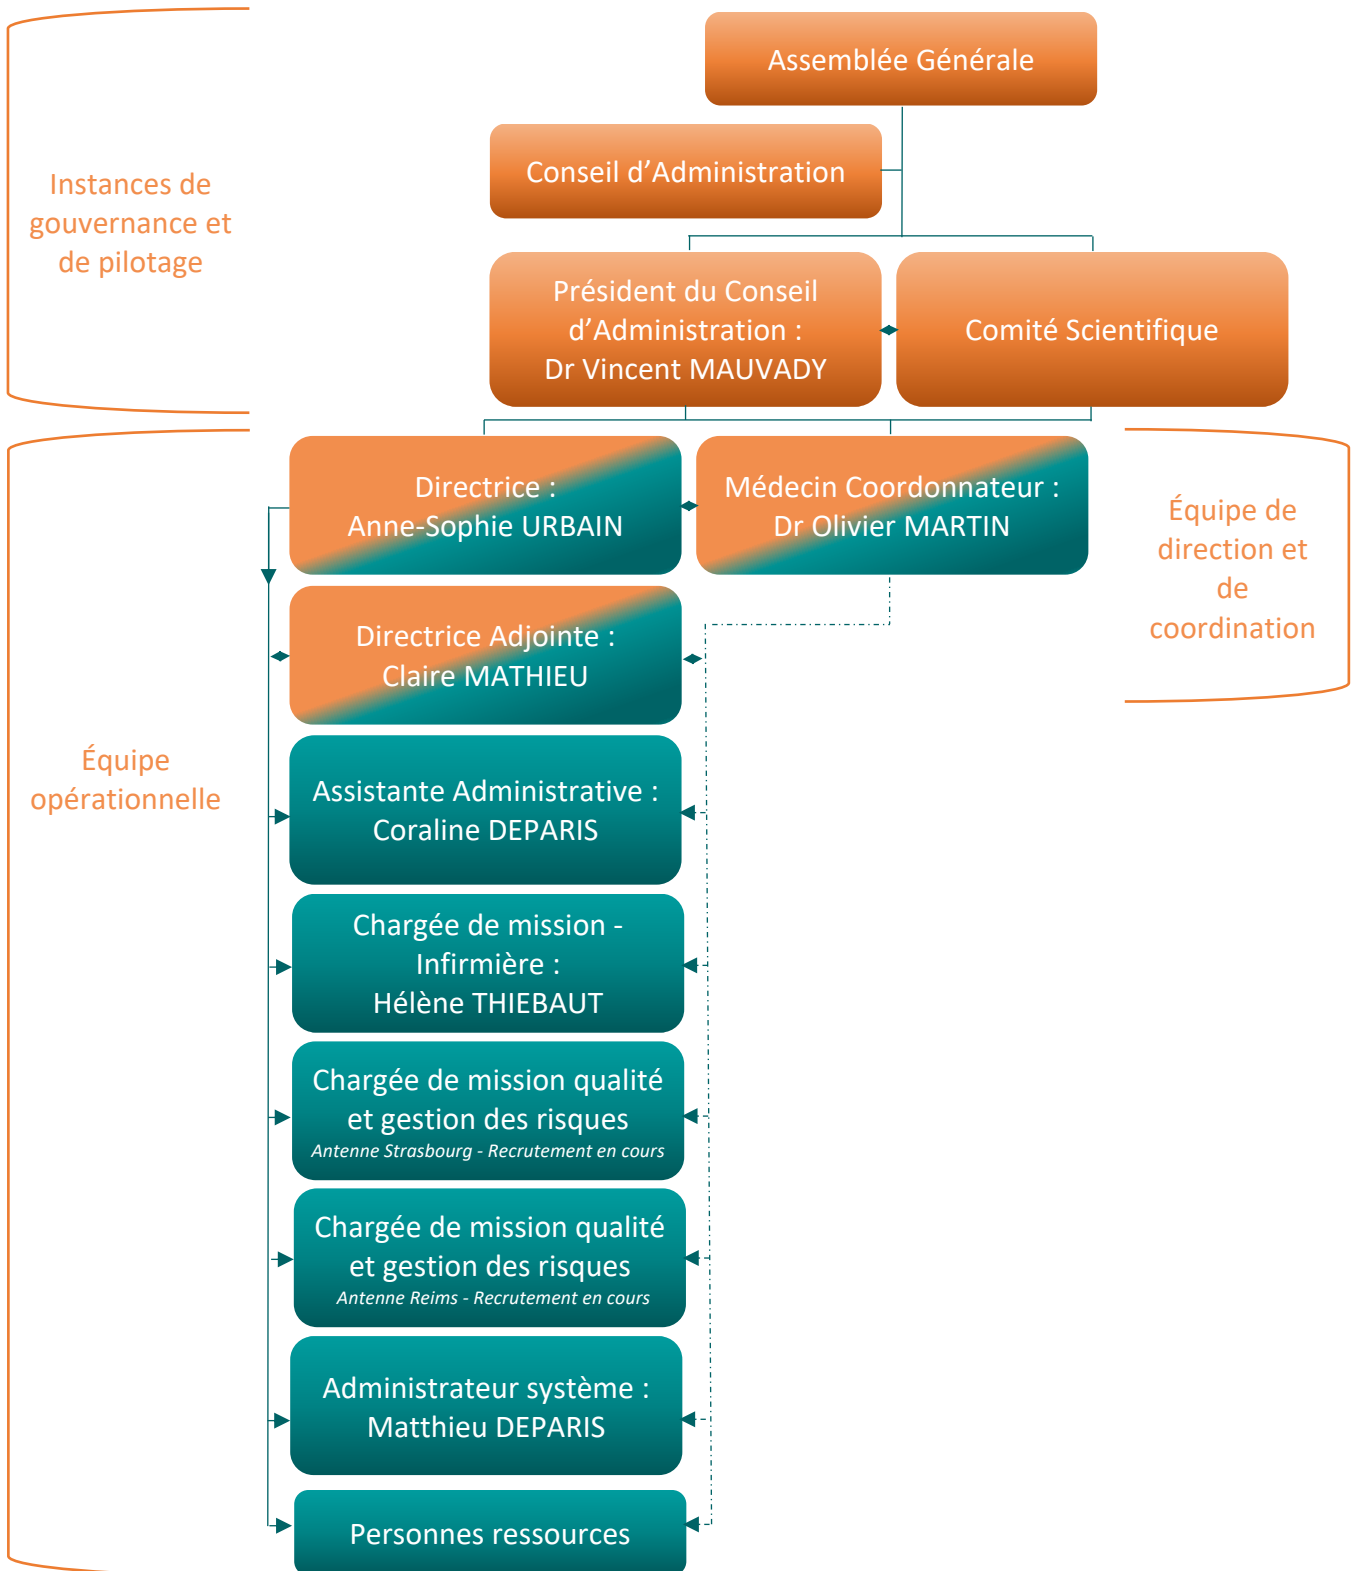 Assemblée Générale
Conseil d’Administration
Instances de
gouvernance et
de pilotage
Président du Conseil
d’Administration :
Dr Vincent MAUVADY
Comité Scientifique
Directrice :
Anne-Sophie URBAIN
Médecin Coordonnateur :
Dr Olivier MARTIN
Équipe de
direction et
de
coordination
Directrice Adjointe :
Claire MATHIEU
Équipe
opérationnelle
Assistante Administrative :
Coraline DEPARIS
Chargée de mission -
Infirmière :
Hélène THIEBAUT
Chargée de mission qualité
et gestion des risques
Antenne Strasbourg - Recrutement en cours
Chargée de mission qualité
et gestion des risques
Antenne Reims - Recrutement en cours
Administrateur système :
Matthieu DEPARIS
Personnes ressources